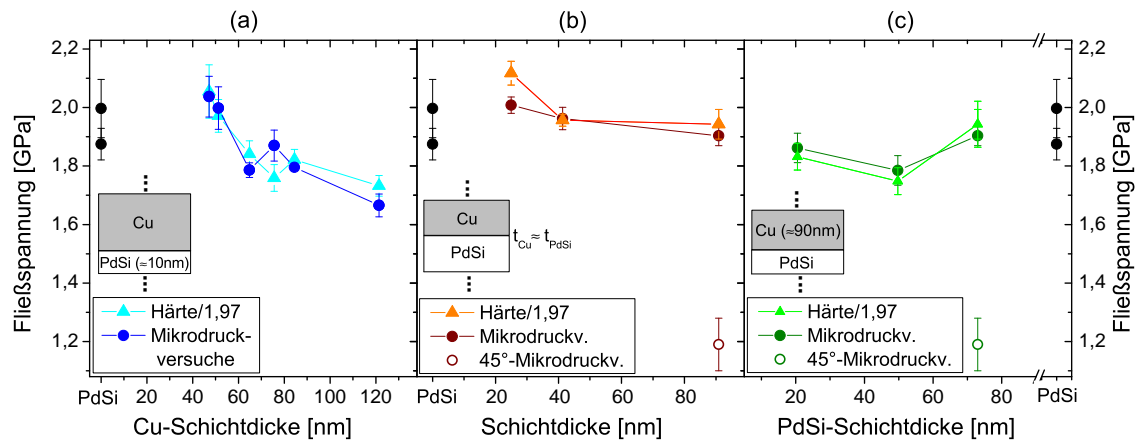 (a)
(b)
(c)
Fließspannung [GPa]
2,2
2,0
1,8
1,6
1,4
1,2
Cu
PdSi (≈10nm)
Härte/1,97
Mikrodruck-
versuche
PdSi 20 40 60 80 100 120
Cu-Schichtdicke [nm]
Cu
PdSi
tCu≈ tPdSi
Härte/1,97
Mikrodruckv.
45°-Mikrodruckv.
PdSi 20 40 60 80
Schichtdicke [nm]
Cu (≈90nm)
PdSi
Härte/1,97
Mikrodruckv.
45°-Mikrodruckv.
20 40 60 80 PdSi
PdSi-Schichtdicke [nm]
2,2
2,0
1,8
1,6
1,4
1,2
Fließspannung [GPa]